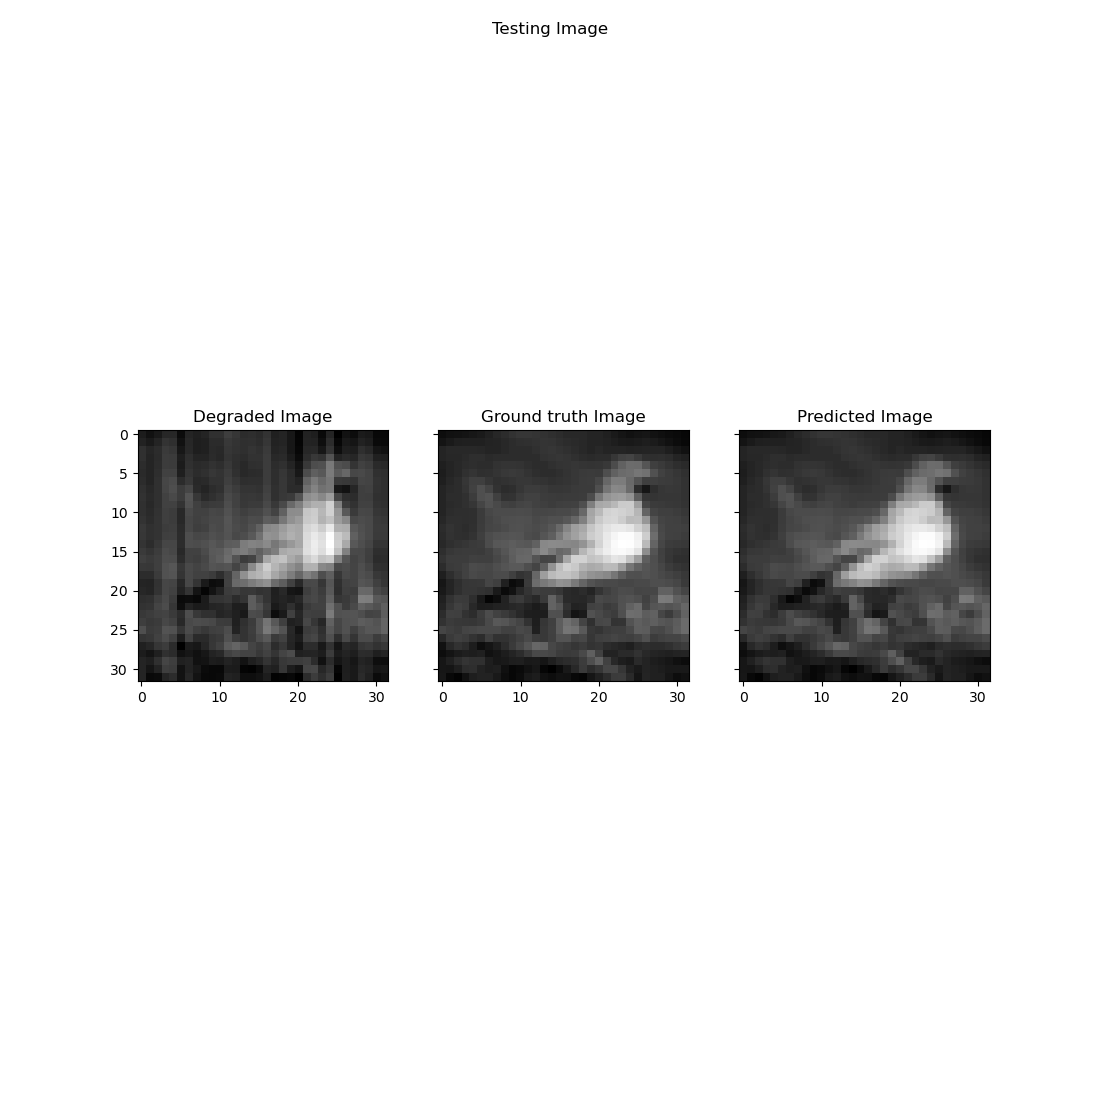 Testing Image
Degraded Image
Ground truth Image
Predicted Image
0
5
10
15
20
25
30
0 10 20 30
0 10 20 30
0 10 20 30